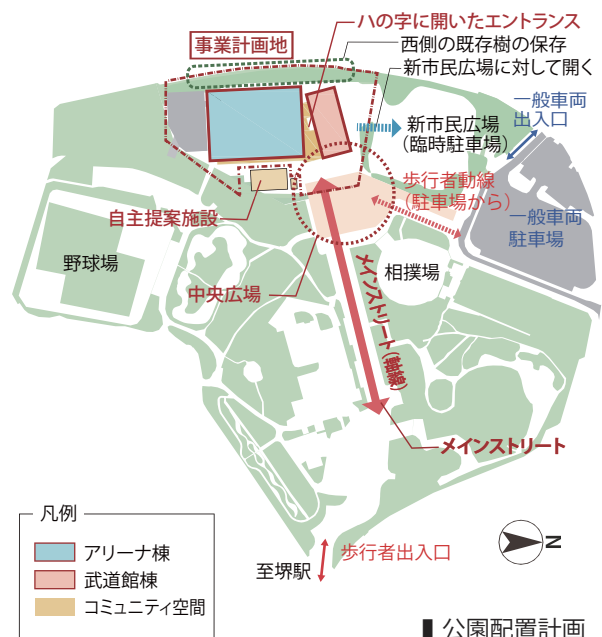 ハの字に開いたエントランス
事業計画地
西側の既存樹の保存
新市民広場に対して開く
一般車両
出入口
新市民広場
(臨時駐車場)
歩行者動線
(駐車場から)
自主提案施設
一般車両
駐車場
野球場
相撲場
中央広場
メインストリート(軸線)
メインストリート
凡例
アリーナ棟
武道館棟
コミュニティ空間
N
歩行者出入口
至堺駅
▌公園配置計画